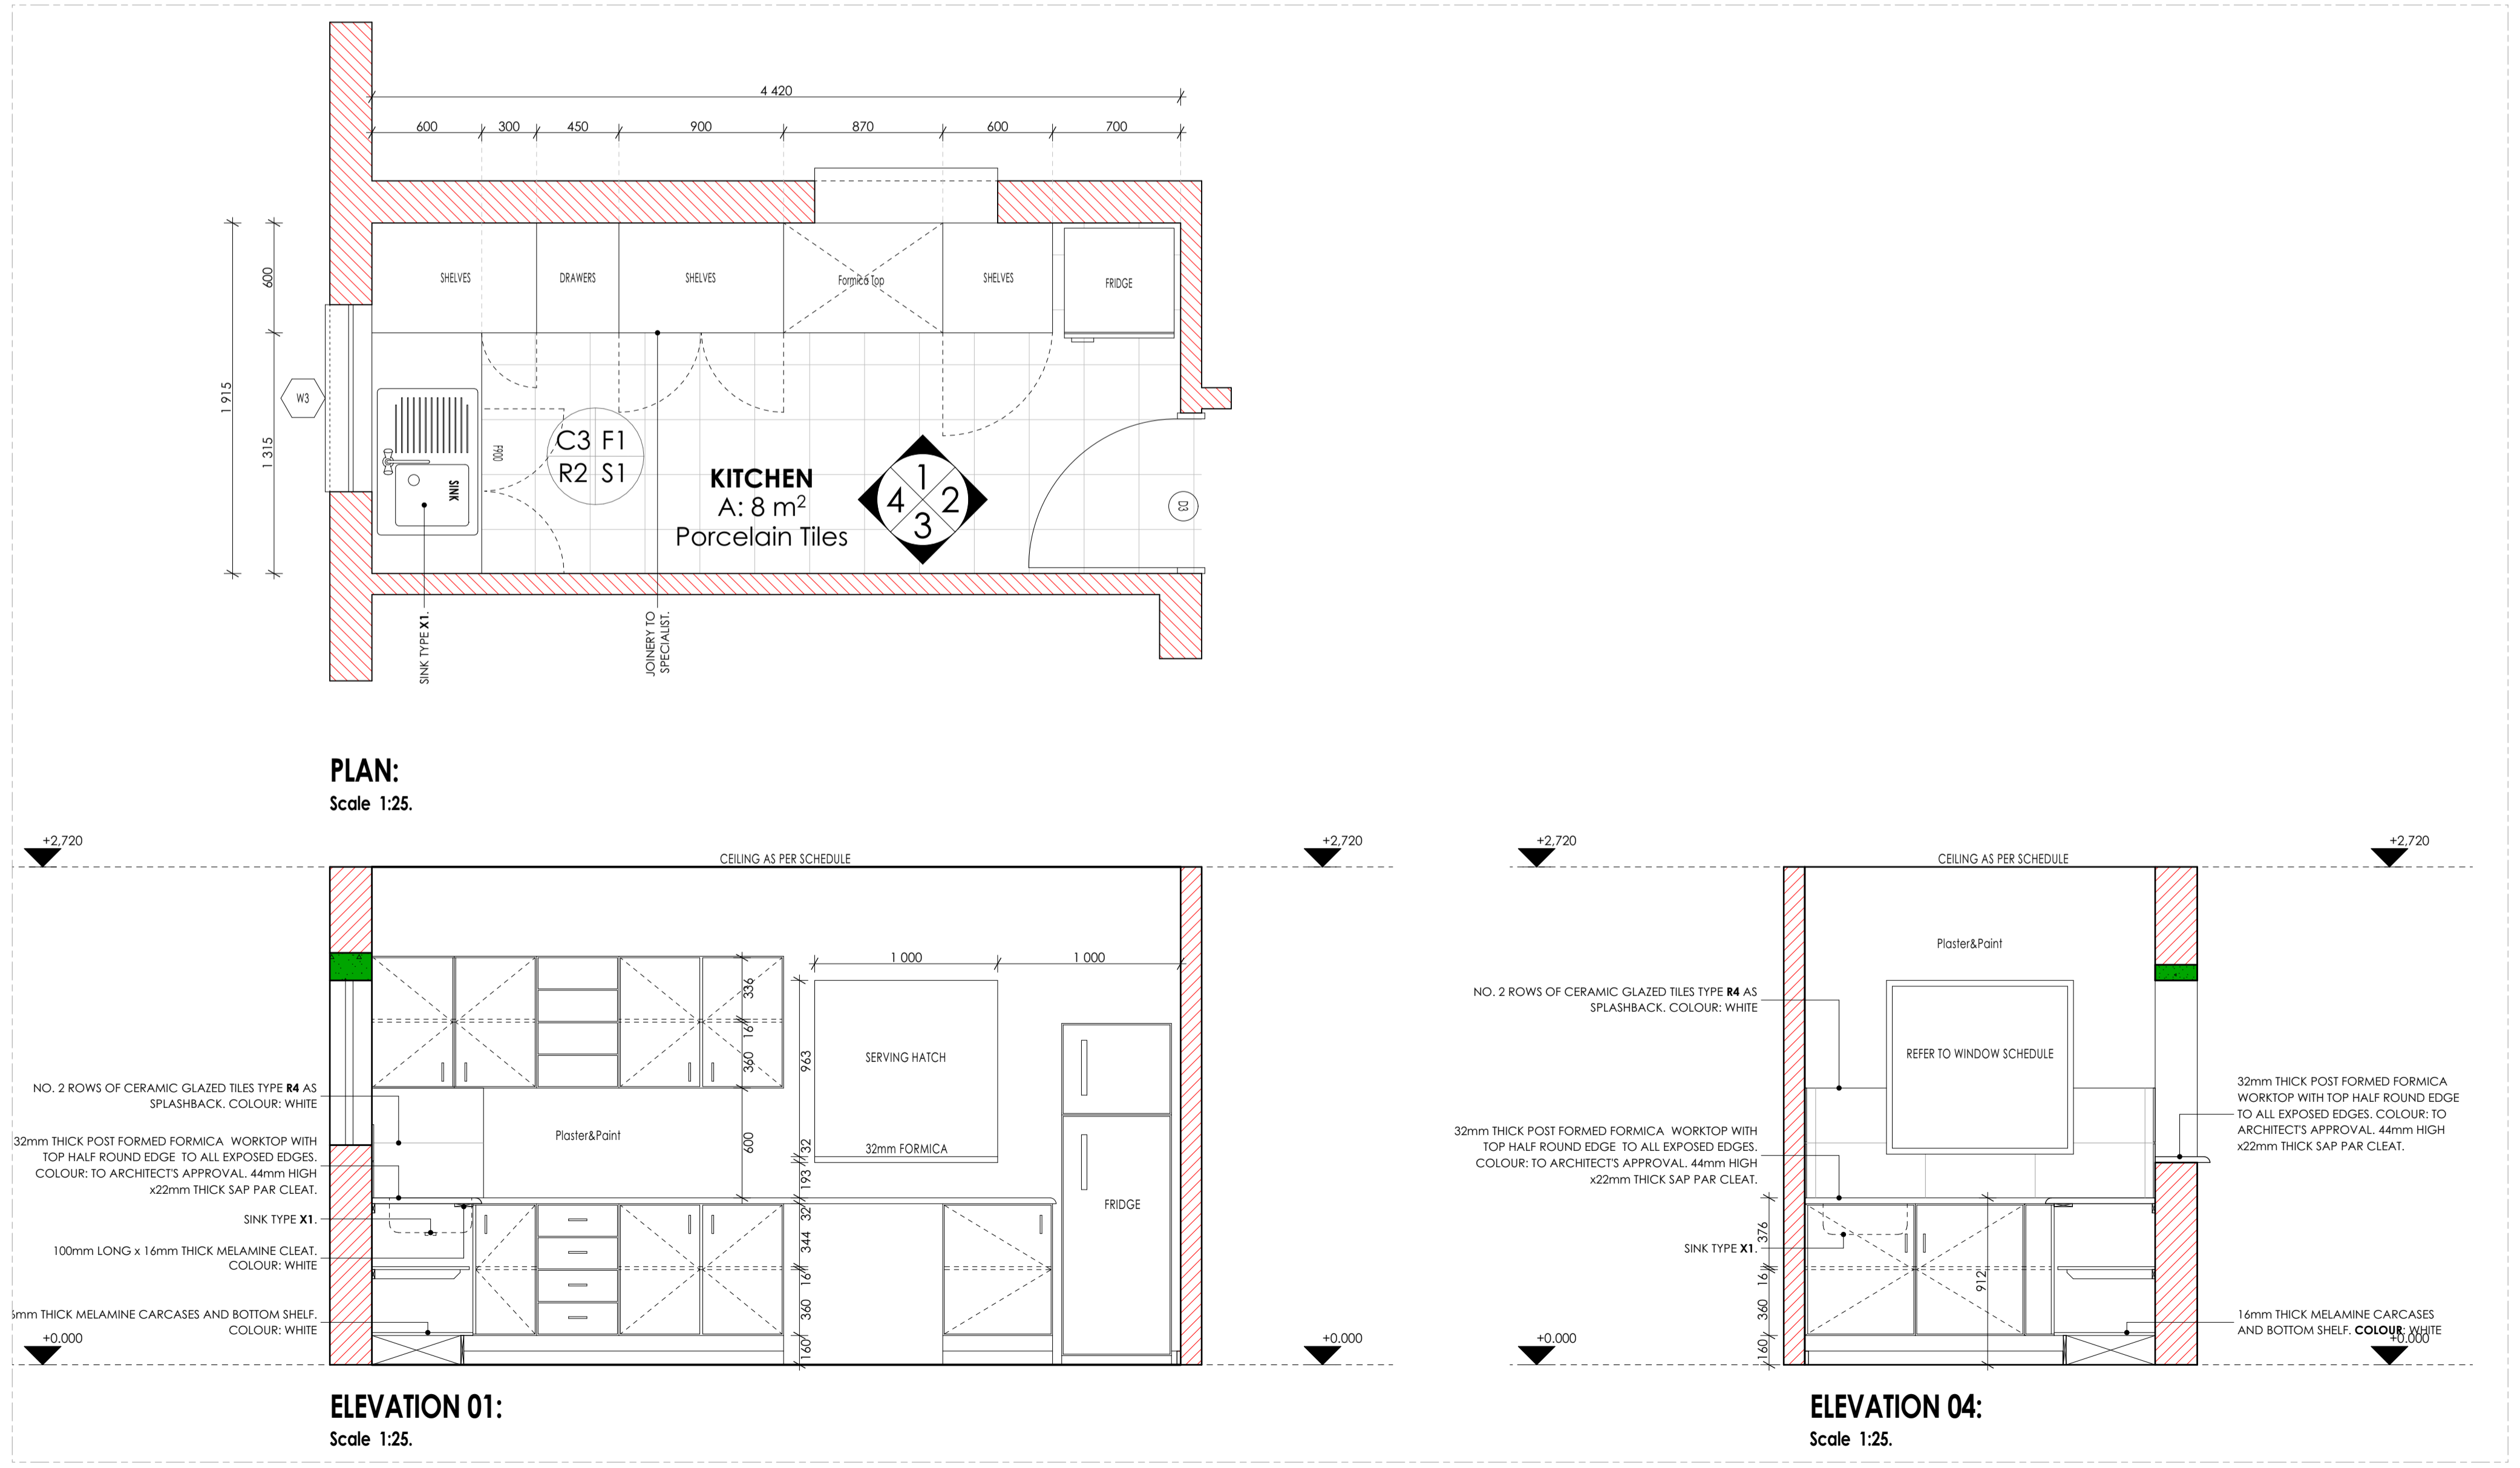 4 420
600 300 450 900 870 600 700
SHELVES DRAWERS SHELVES Formica Top SHELVES FRIDGE
600
1 915
1 315
W3
F900
SINK
C3 F1
R2 S1
KITCHEN
A: 8 m²
Porcelain Tiles
1
4 2
3
D3
SINK TYPE X1.
JOINERY TO
SPECIALIST.
PLAN:
Scale 1:25.
+2,720
CEILING AS PER SCHEDULE
+2,720
1 000 1 000
336
16
360
600
963
32
193
32
344
16
360
160
SERVING HATCH
32mm FORMICA
Plaster&Paint
FRIDGE
NO. 2 ROWS OF CERAMIC GLAZED TILES TYPE R4 AS
SPLASHBACK. COLOUR: WHITE
32mm THICK POST FORMED FORMICA WORKTOP WITH
TOP HALF ROUND EDGE TO ALL EXPOSED EDGES.
COLOUR: TO ARCHITECT'S APPROVAL. 44mm HIGH
x22mm THICK SAP PAR CLEAT.
SINK TYPE X1.
100mm LONG x 16mm THICK MELAMINE CLEAT.
COLOUR: WHITE
6mm THICK MELAMINE CARCASES AND BOTTOM SHELF.
COLOUR: WHITE
+0.000
+0.000
ELEVATION 01:
Scale 1:25.
+2,720
CEILING AS PER SCHEDULE
+2,720
Plaster&Paint
NO. 2 ROWS OF CERAMIC GLAZED TILES TYPE R4 AS
SPLASHBACK. COLOUR: WHITE
REFER TO WINDOW SCHEDULE
32mm THICK POST FORMED FORMICA WORKTOP WITH
TOP HALF ROUND EDGE TO ALL EXPOSED EDGES.
COLOUR: TO ARCHITECT'S APPROVAL. 44mm HIGH
x22mm THICK SAP PAR CLEAT.
SINK TYPE X1.
376
16
360
160
912
32mm THICK POST FORMED FORMICA
WORKTOP WITH TOP HALF ROUND EDGE
TO ALL EXPOSED EDGES. COLOUR: TO
ARCHITECT'S APPROVAL. 44mm HIGH
x22mm THICK SAP PAR CLEAT.
16mm THICK MELAMINE CARCASES
AND BOTTOM SHELF. COLOUR: WHITE
+0.000
+0.000
ELEVATION 04:
Scale 1:25.